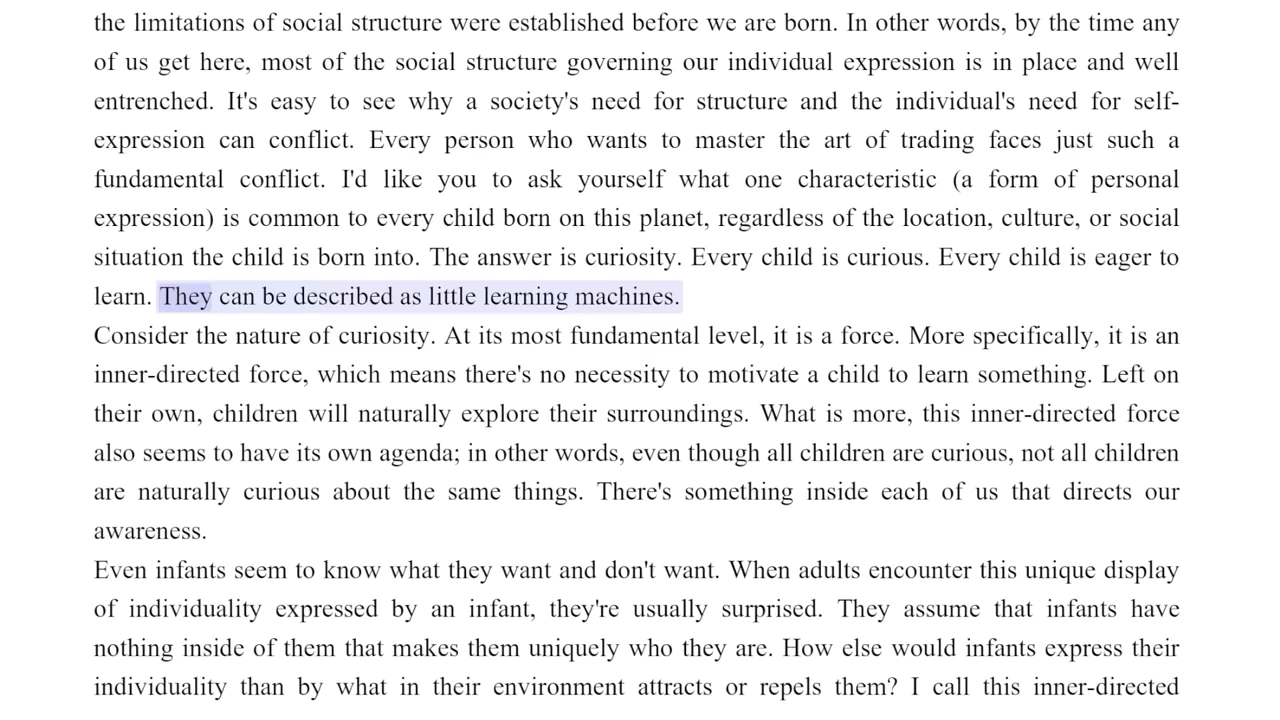 the limitations of social structure were established before we are born. In other words, by the time any
of us get here, most of the social structure governing our individual expression is in place and well
entrenched. It's easy to see why a society's need for structure and the individual's need for self-
expression can conflict. Every person who wants to master the art of trading faces just such a
fundamental conflict. I'd like you to ask yourself what one characteristic (a form of personal
expression) is common to every child born on this planet, regardless of the location, culture, or social
situation the child is born into. The answer is curiosity. Every child is curious. Every child is eager to
learn. They can be described as little learning machines.
Consider the nature of curiosity. At its most fundamental level, it is a force. More specifically, it is an
inner-directed force, which means there's no necessity to motivate a child to learn something. Left on
their own, children will naturally explore their surroundings. What is more, this inner-directed force
also seems to have its own agenda; in other words, even though all children are curious, not all children
are naturally curious about the same things. There's something inside each of us that directs our
awareness.
Even infants seem to know what they want and don't want. When adults encounter this unique display
of individuality expressed by an infant, they're usually surprised. They assume that infants have
nothing inside of them that makes them uniquely who they are. How else would infants express their
individuality than by what in their environment attracts or repels them? I call this inner-directed